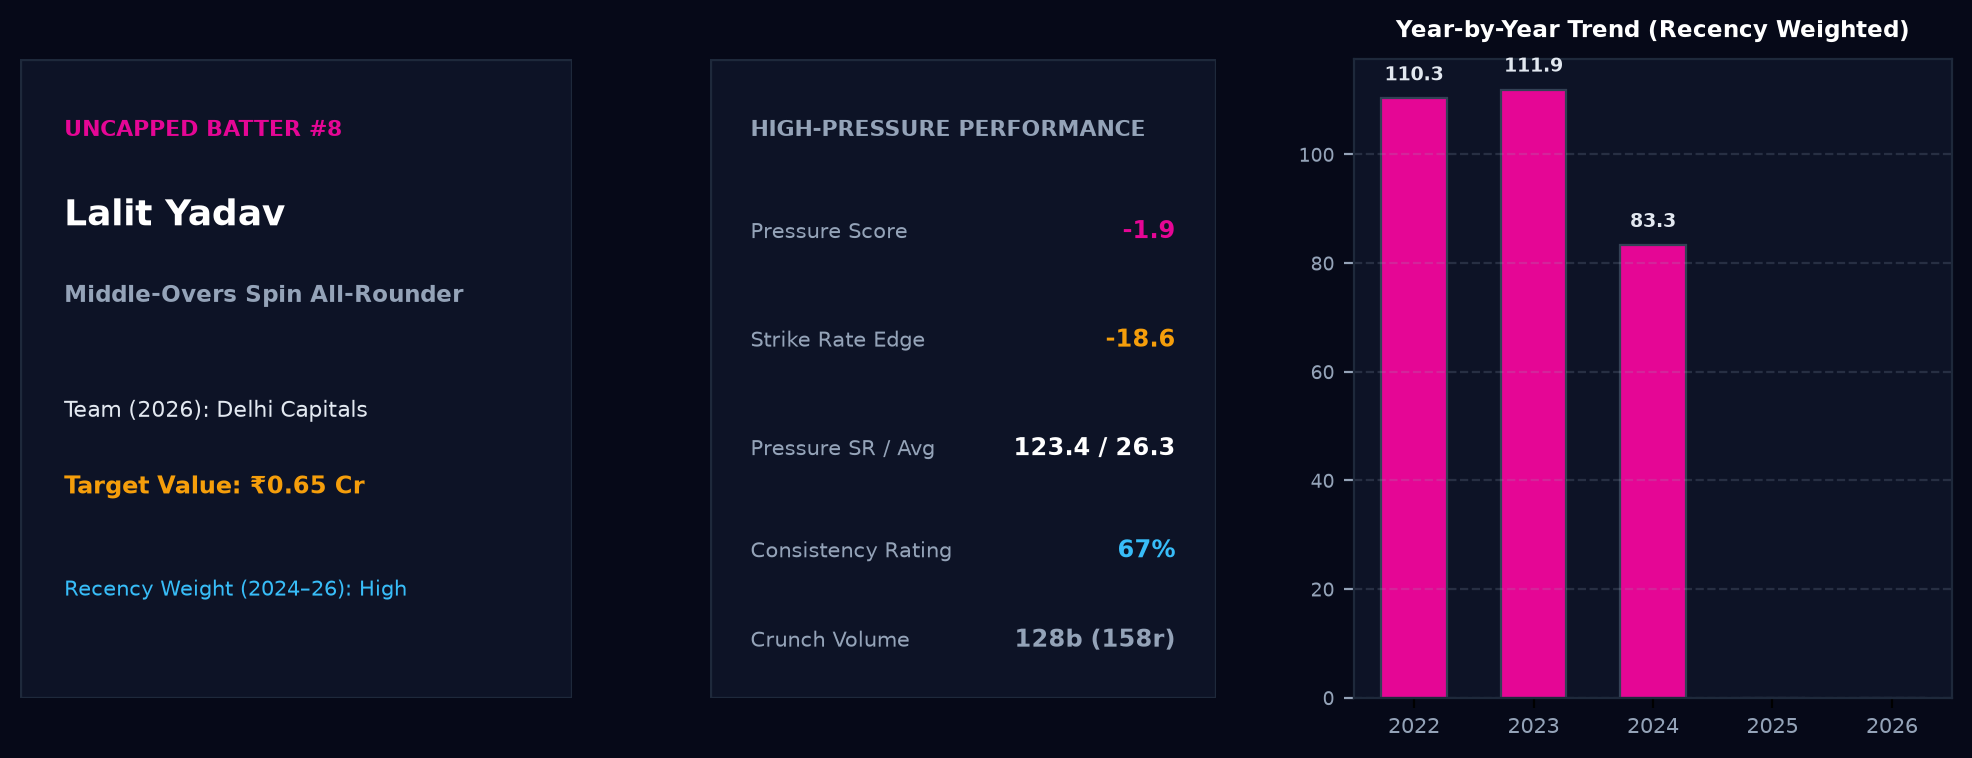 UNCAPPED BATTER #8
Lalit Yadav
Middle-Overs Spin All-Rounder
Team (2026): Delhi Capitals
Target Value: ₹0.65 Cr
Recency Weight (2024–26): High
HIGH-PRESSURE PERFORMANCE
Pressure Score -1.9
Strike Rate Edge -18.6
Pressure SR / Avg 123.4 / 26.3
Consistency Rating 67%
Crunch Volume 128b (158r)
Year-by-Year Trend (Recency Weighted)
110.3 111.9 83.3
100
80
60
40
20
0
2022 2023 2024 2025 2026